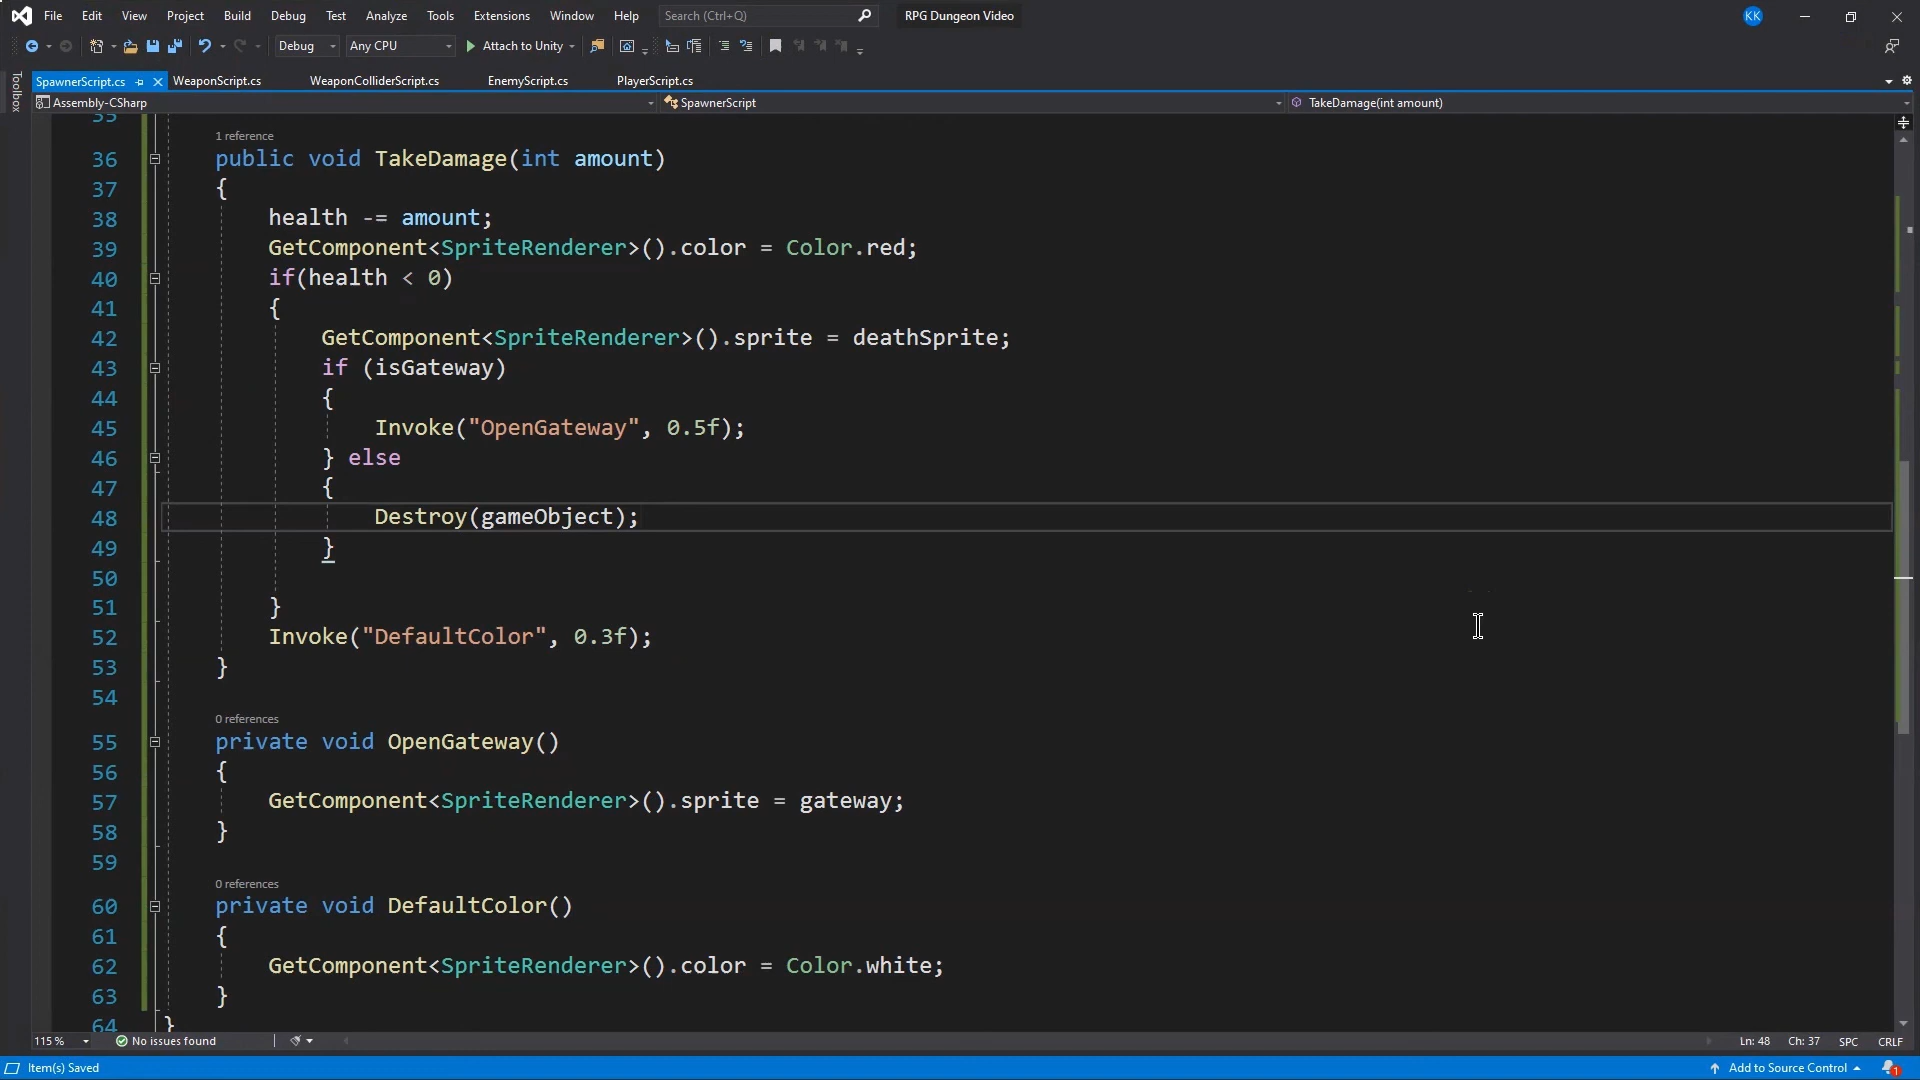 File Edit View Project Build Debug Test Analyze Tools Extensions Window Help Search (Ctrl+Q) RPG Dungeon Video KK
Debug Any CPU Attach to Unity
Toolbox
SpawnerScript.cs WeaponScript.cs WeaponColliderScript.cs EnemyScript.cs PlayerScript.cs
Assembly-CSharp SpawnerScript TakeDamage(int amount)
35
1 reference
36 public void TakeDamage(int amount)
37 {
38 health -= amount;
39 GetComponent<SpriteRenderer>().color = Color.red;
40 if(health < 0)
41 {
42 GetComponent<SpriteRenderer>().sprite = deathSprite;
43 if (isGateway)
44 {
45 Invoke("OpenGateway", 0.5f);
46 } else
47 {
48 Destroy(gameObject);
49 }
50
51 }
52 Invoke("DefaultColor", 0.3f);
53 }
54
0 references
55 private void OpenGateway()
56 {
57 GetComponent<SpriteRenderer>().sprite = gateway;
58 }
59
0 references
60 private void DefaultColor()
61 {
62 GetComponent<SpriteRenderer>().color = Color.white;
63 }
64 }
115 % No issues found Ln: 48 Ch: 37 SPC CRLF
Item(s) Saved Add to Source Control 1